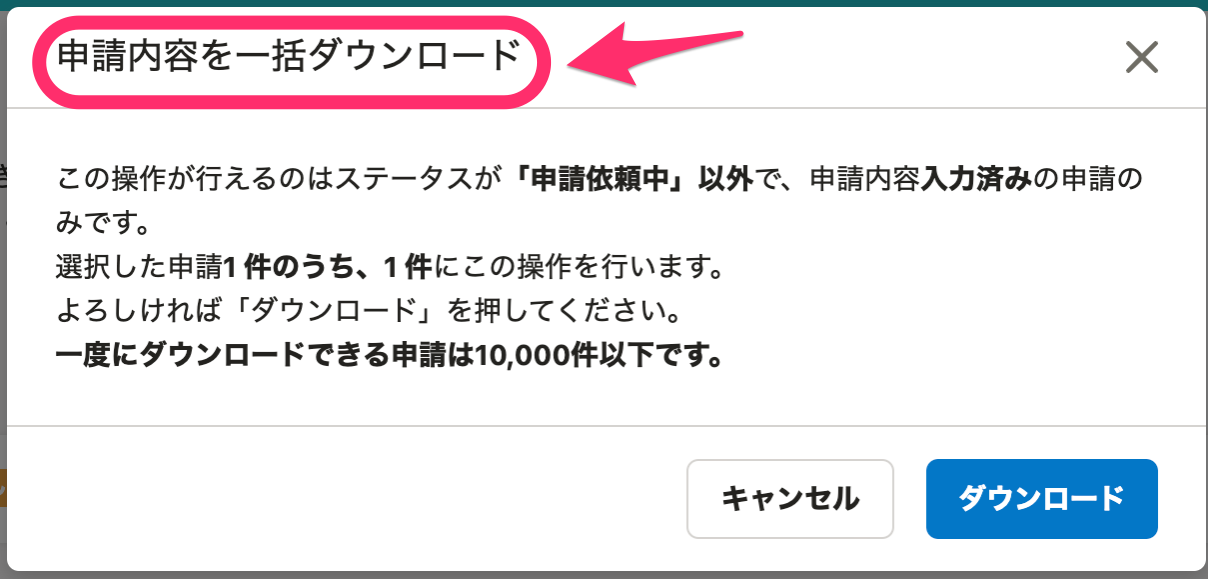 申請内容を一括ダウンロード
この操作が行えるのはステータスが「申請依頼中」以外で、申請内容入力済みの申請の
みです。
選択した申請1 件のうち、1 件にこの操作を行います。
よろしければ「ダウンロード」を押してください。
一度にダウンロードできる申請は10,000件以下です。
キャンセル
ダウンロード